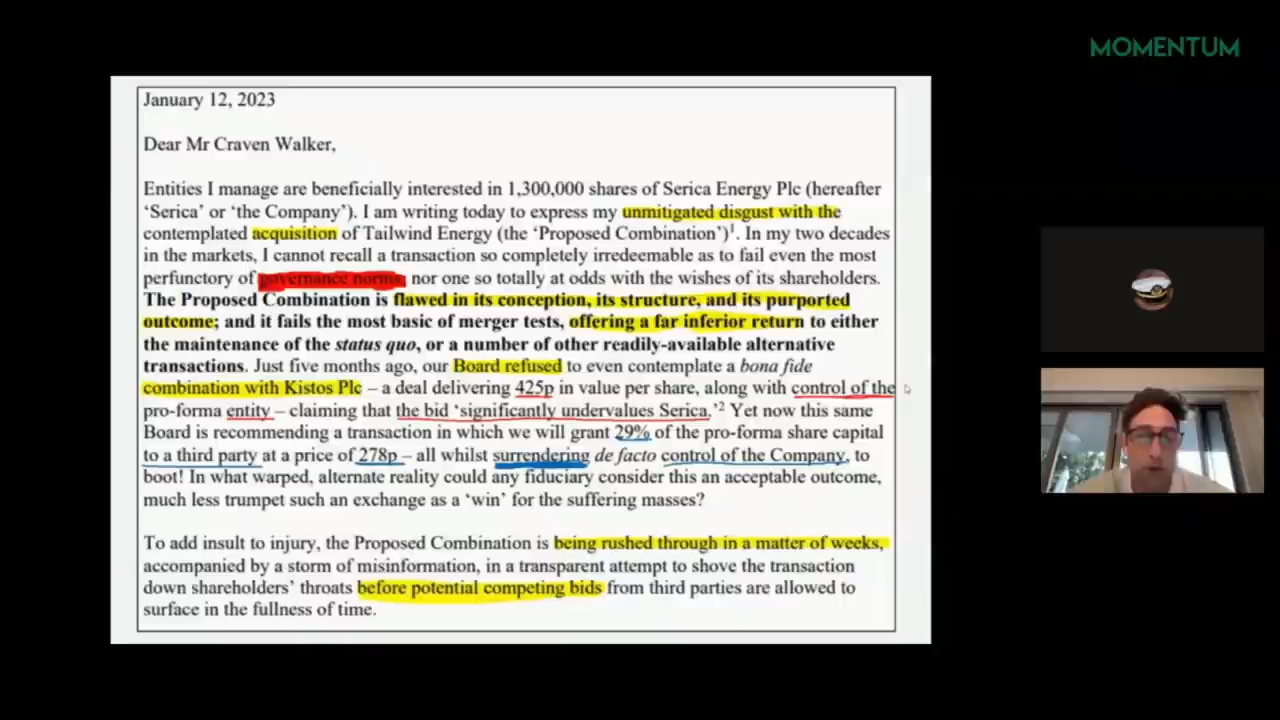 MOMENTUM
January 12, 2023
Dear Mr Craven Walker,
Entities I manage are beneficially interested in 1,300,000 shares of Serica Energy Plc (hereafter
‘Serica’ or ‘the Company’). I am writing today to express my unmitigated disgust with the
contemplated acquisition of Tailwind Energy (the ‘Proposed Combination’)¹. In my two decades
in the markets, I cannot recall a transaction so completely irredeemable as to fail even the most
perfunctory of governance norms, nor one so totally at odds with the wishes of its shareholders.
The Proposed Combination is flawed in its conception, its structure, and its purported
outcome; and it fails the most basic of merger tests, offering a far inferior return to either
the maintenance of the status quo, or a number of other readily-available alternative
transactions. Just five months ago, our Board refused to even contemplate a bona fide
combination with Kistos Plc – a deal delivering 425p in value per share, along with control of the
pro-forma entity – claiming that the bid ‘significantly undervalues Serica.’² Yet now this same
Board is recommending a transaction in which we will grant 29% of the pro-forma share capital
to a third party at a price of 278p – all whilst surrendering de facto control of the Company, to
boot! In what warped, alternate reality could any fiduciary consider this an acceptable outcome,
much less trumpet such an exchange as a ‘win’ for the suffering masses?
To add insult to injury, the Proposed Combination is being rushed through in a matter of weeks,
accompanied by a storm of misinformation, in a transparent attempt to shove the transaction
down shareholders’ throats before potential competing bids from third parties are allowed to
surface in the fullness of time.